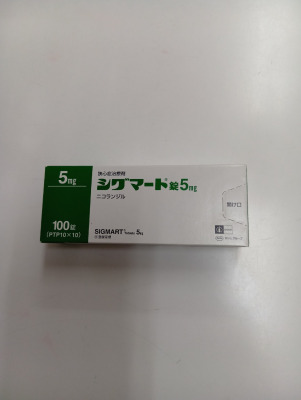 5mg
狭心症治療剤
シグマート®錠5mg
ニコランジル
100錠
(PTP10×10)
SIGMART® Tablets 5mg
開け口